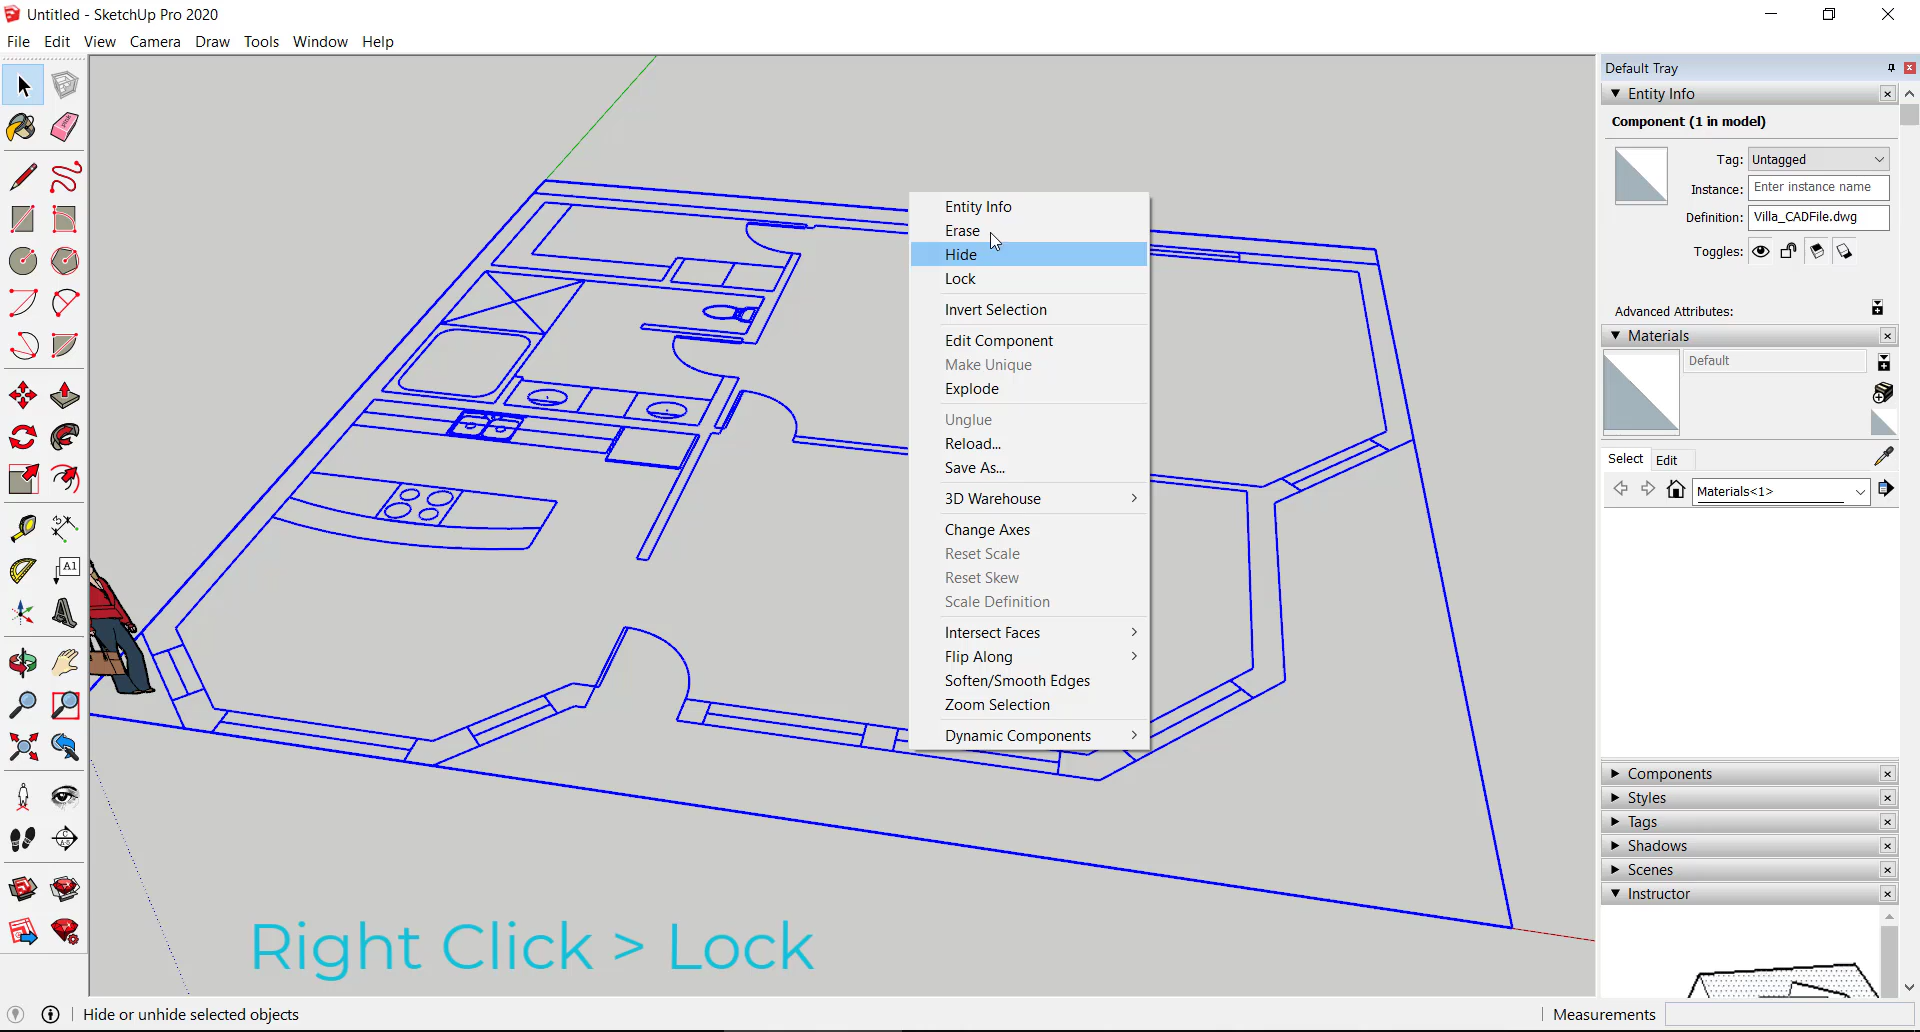 Untitled - SketchUp Pro 2020
File Edit View Camera Draw Tools Window Help
Default Tray
Entity Info
Component (1 in model)
Tag: Untagged
Instance: Enter instance name
Definition: Villa_CADFile.dwg
Toggles:
Advanced Attributes:
Materials
Default
Select Edit
Materials<1>
Components
Styles
Tags
Shadows
Scenes
Instructor
Entity Info
Erase
Hide
Lock
Invert Selection
Edit Component
Make Unique
Explode
Unglue
Reload...
Save As...
3D Warehouse
Change Axes
Reset Scale
Reset Skew
Scale Definition
Intersect Faces
Flip Along
Soften/Smooth Edges
Zoom Selection
Dynamic Components
A1
Right Click > Lock
Hide or unhide selected objects
Measurements